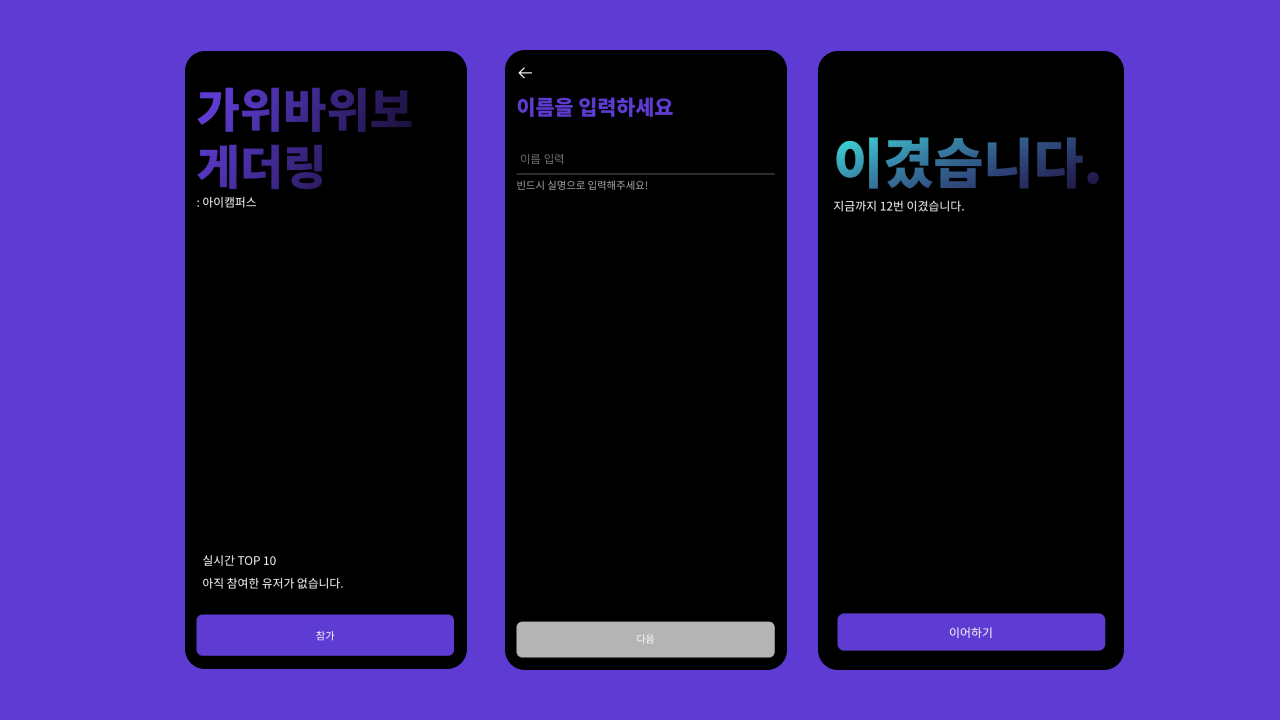 가위바위보
게더링
: 아이캠퍼스
실시간 TOP 10
아직 참여한 유저가 없습니다.
참가
이름을 입력하세요
이름 입력
빈드시 실명으로 입력해주세요!
다음
이겼습니다.
지금까지 12번 이겼습니다.
이어하기